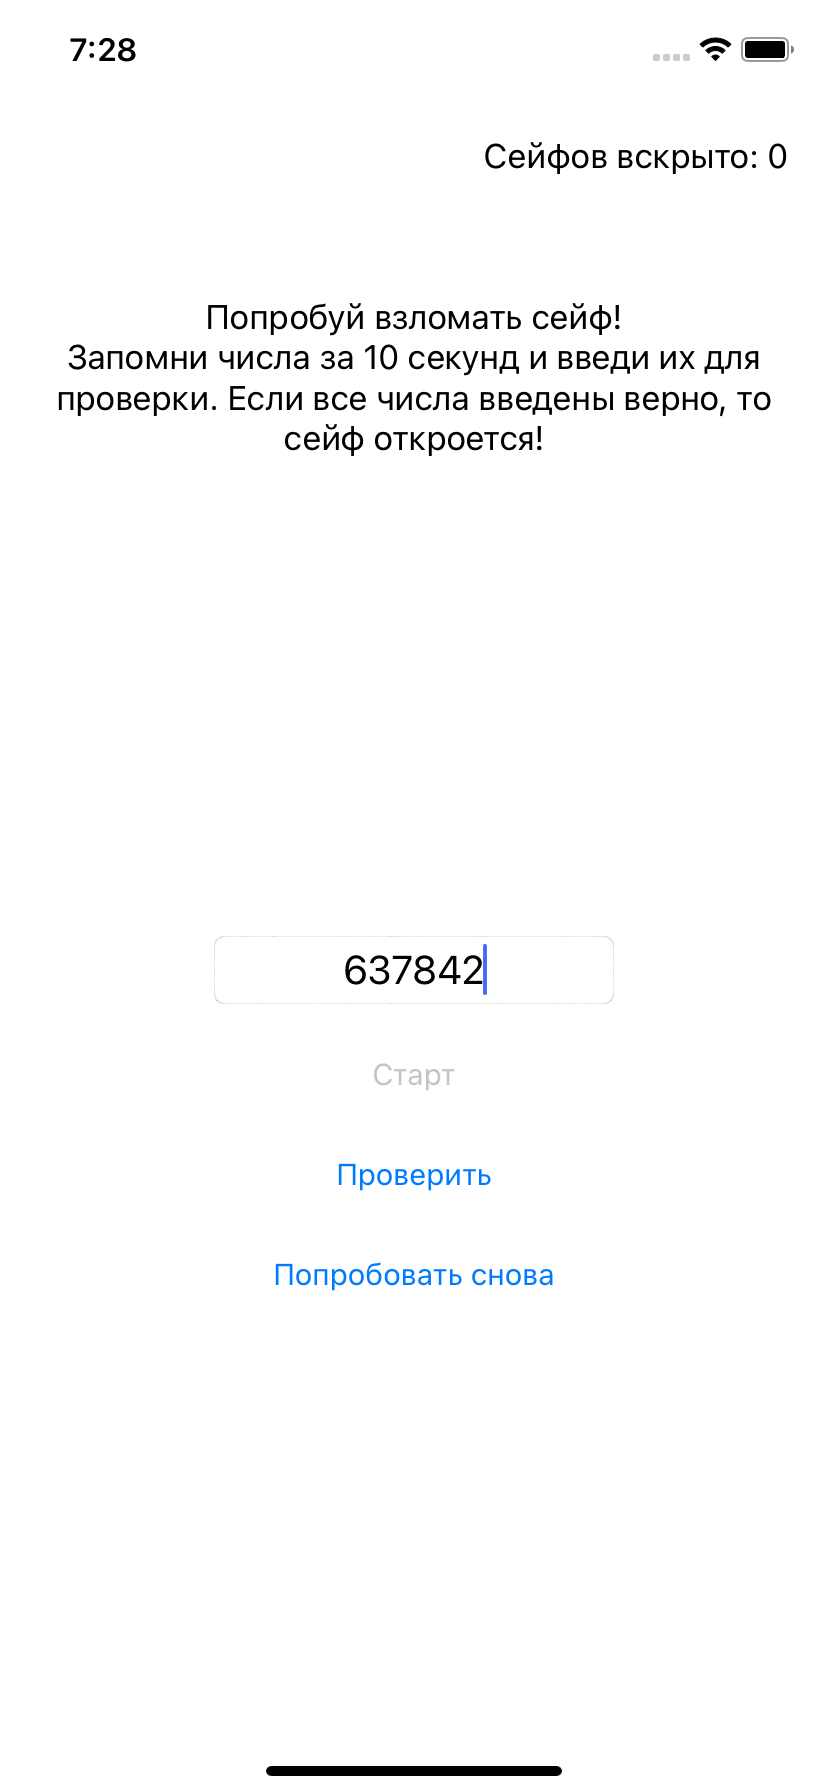 7:28
Сейфов вскрыто: 0
Попробуй взломать сейф!
Запомни числа за 10 секунд и введи их для
проверки. Если все числа введены верно, то
сейф откроется!
637842
Старт
Проверить
Попробовать снова